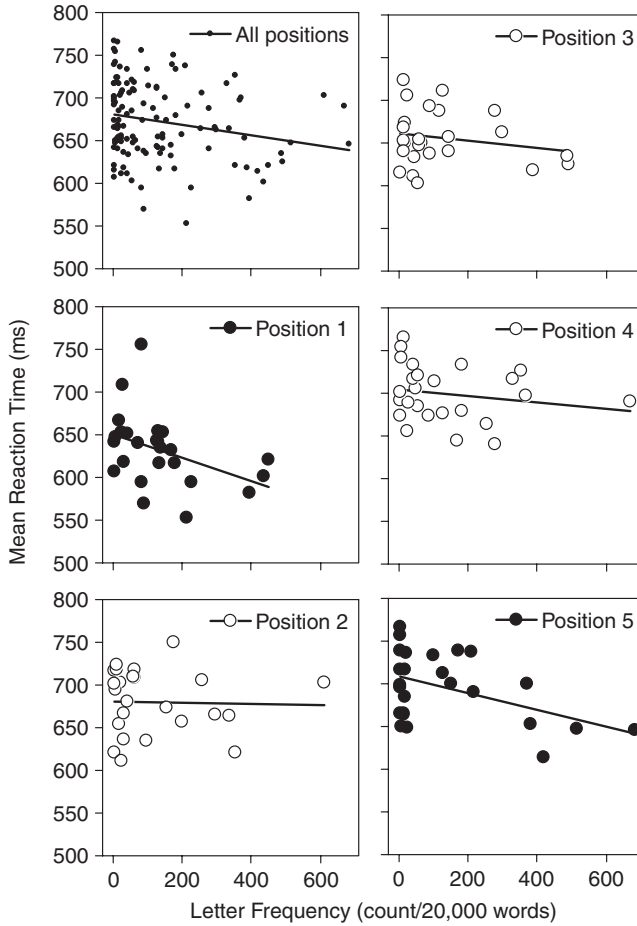 800
750
700
650
600
550
500
All positions
Position 3
800
750
700
650
600
550
500
Position 1
Position 4
800
750
700
650
600
550
500
Position 2
Position 5
0 200 400 600
0 200 400 600
Mean Reaction Time (ms)
Letter Frequency (count/20,000 words)